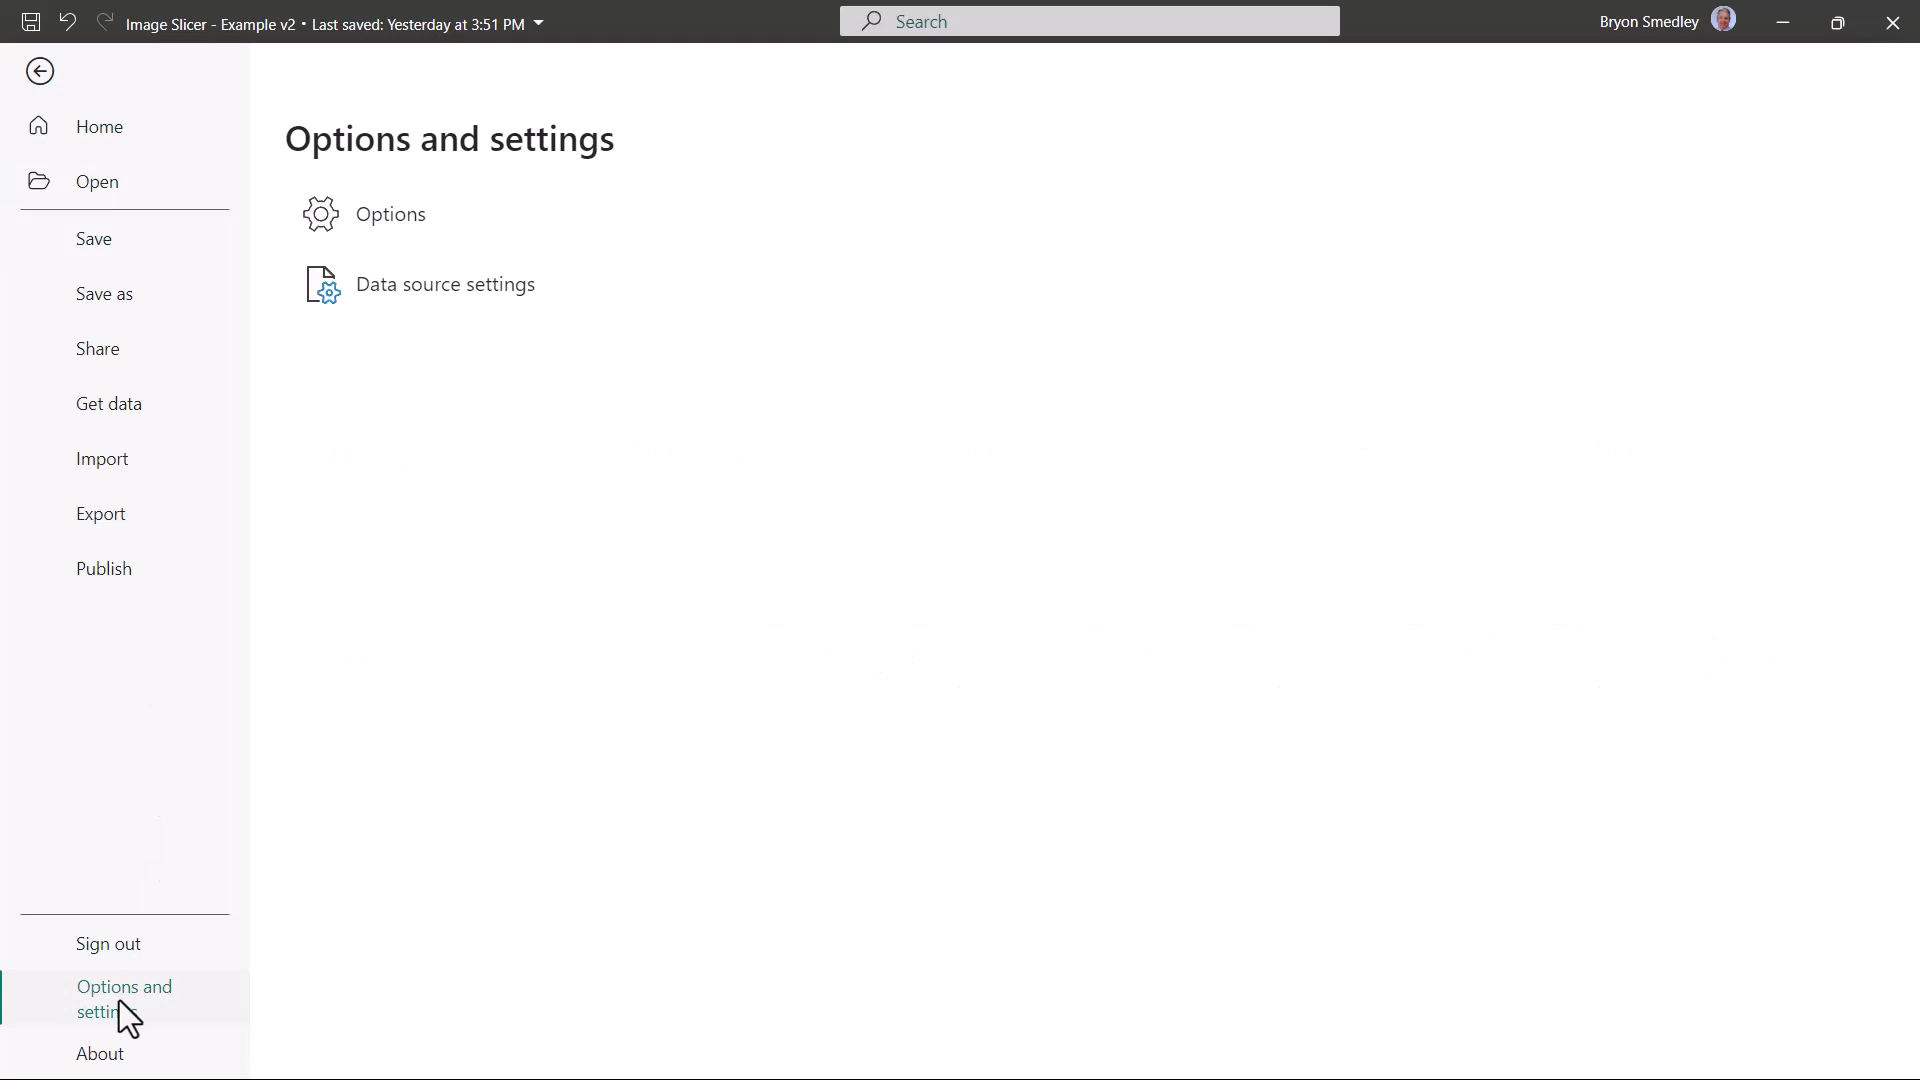 Image Slicer - Example v2 • Last saved: Yesterday at 3:51 PM
Search
Bryon Smedley
Home
Open
Save
Save as
Share
Get data
Import
Export
Publish
Sign out
Options and
settings
About
Options and settings
Options
Data source settings